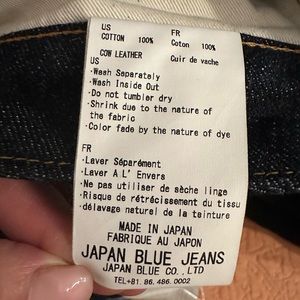 US FR
COTTON 100% Coton 100%
COW LEATHER Cuir de vache
US
·Wash Separately
·Wash Inside Out
·Do not tumbler dry
·Shrink due to the nature of
the fabric
·Color fade by the nature of dye
FR
·Laver Séparément
·Laver A L'Envers
·Ne pas utiliser de sèche linge
·Risque de rétrécissement du tissu
·délavage naturel de la teinture
MADE IN JAPAN
FABRIQUE AU JAPON
JAPAN BLUE JEANS
JAPAN BLUE CO.,LTD
TEL+81.86.486.0002